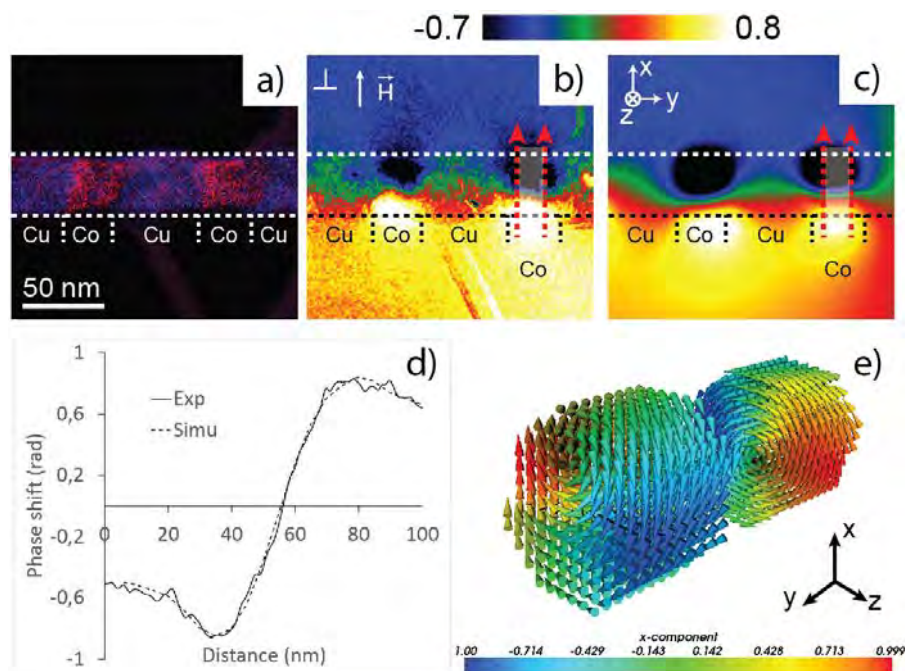 -0.7 0.8
a) b) c)
⊥ H x y z
Cu Co Cu Co Cu
Cu Co Cu
Co
Cu Co Cu
Co
50 nm
d)
Phase shift (rad)
1
0,6
0,2
-0,2
-0,6
-1
0 20 40 60 80 100
Distance (nm)
Exp
Simu
e)
x
y z
x-component
1.00 -0.714 -0.429 -0.143 0.142 0.428 0.713 0.999